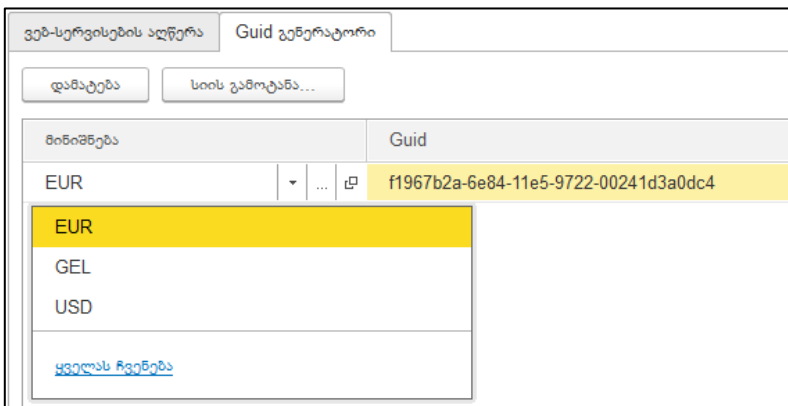 ვებ-სერვისების აღწერა Guid გენერატორი
დამატება სიის გამოტანა...
მინიშნება Guid
EUR ... f1967b2a-6e84-11e5-9722-00241d3a0dc4
EUR
GEL
USD
ყველას ჩვენება